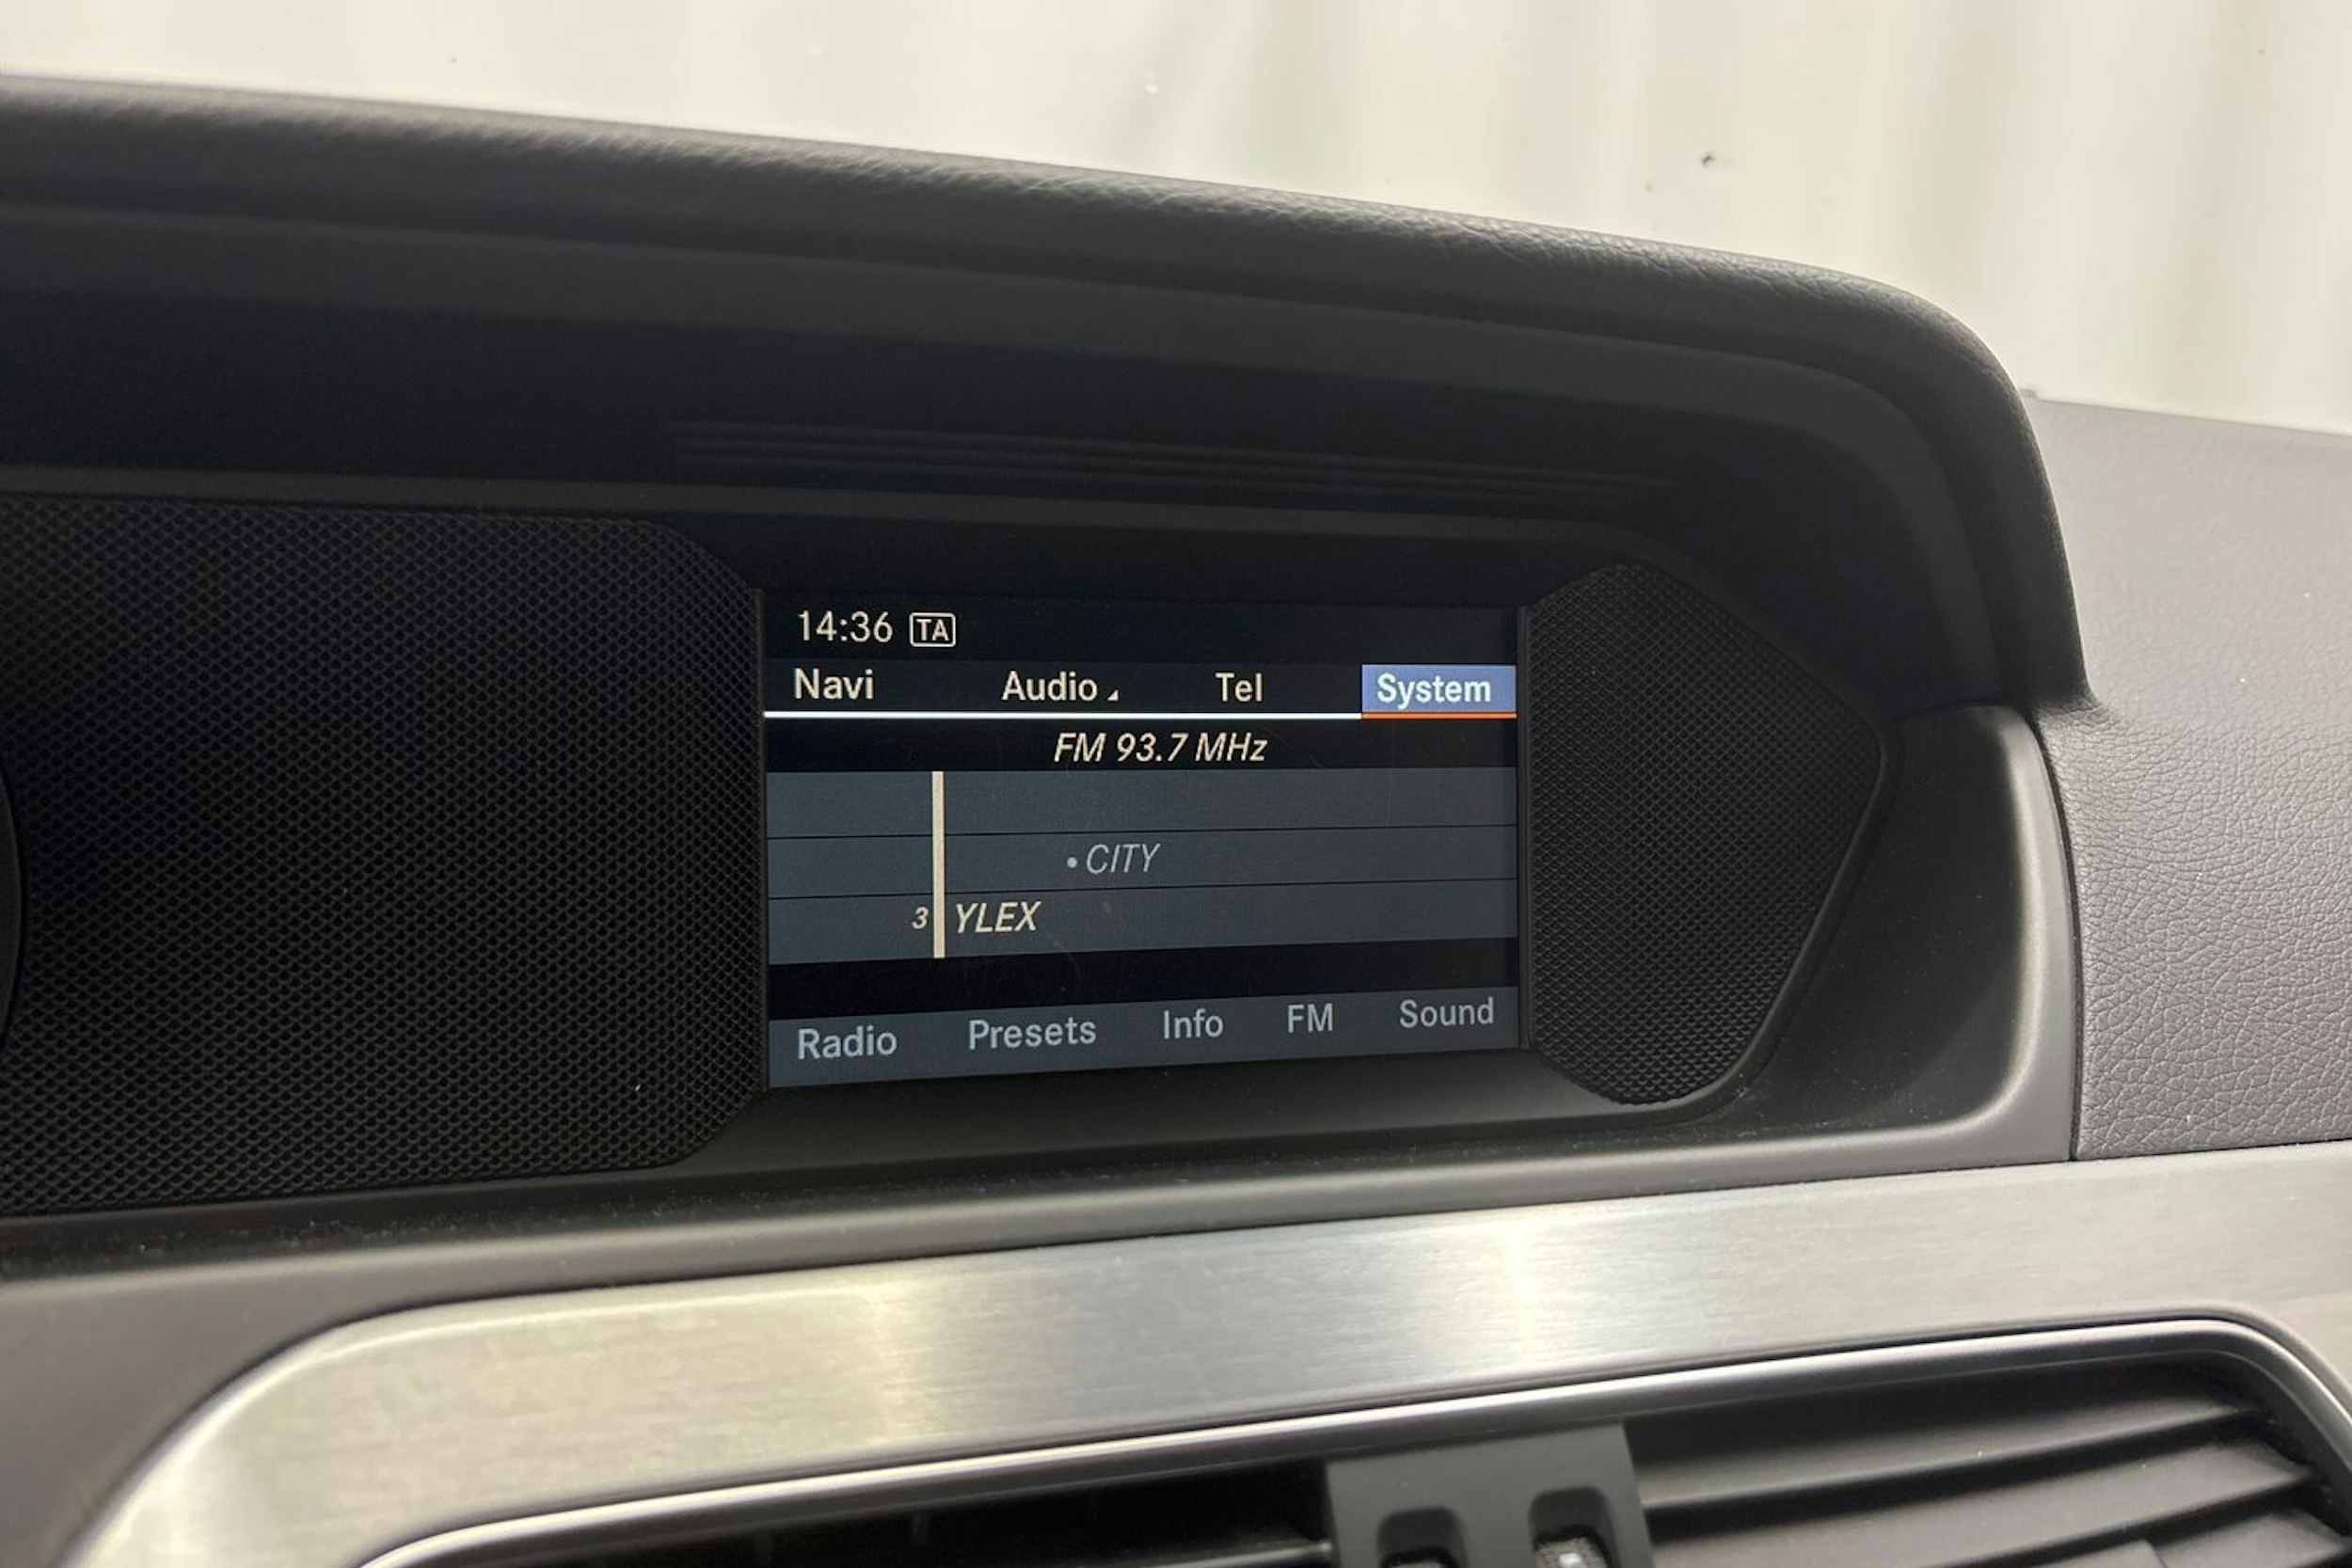 14:36 TA
Navi Audio Tel System
FM 93.7 MHz
• CITY
3 YLEX
Radio Presets Info FM Sound